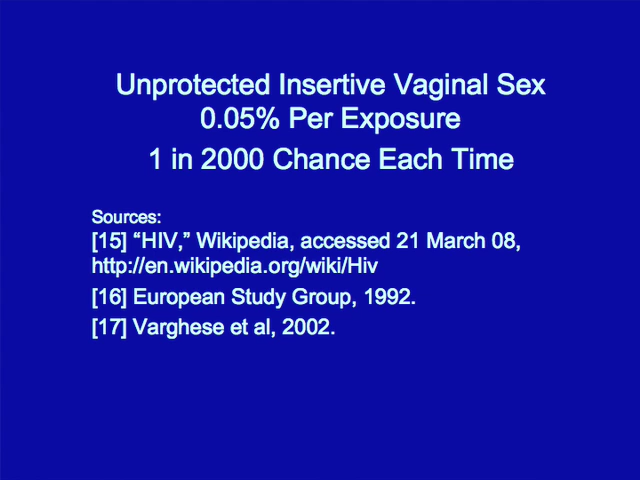 Unprotected Insertive Vaginal Sex
0.05% Per Exposure
1 in 2000 Chance Each Time
Sources:
[15] “HIV,” Wikipedia, accessed 21 March 08,
http://en.wikipedia.org/wiki/Hiv
[16] European Study Group, 1992.
[17] Varghese et al, 2002.